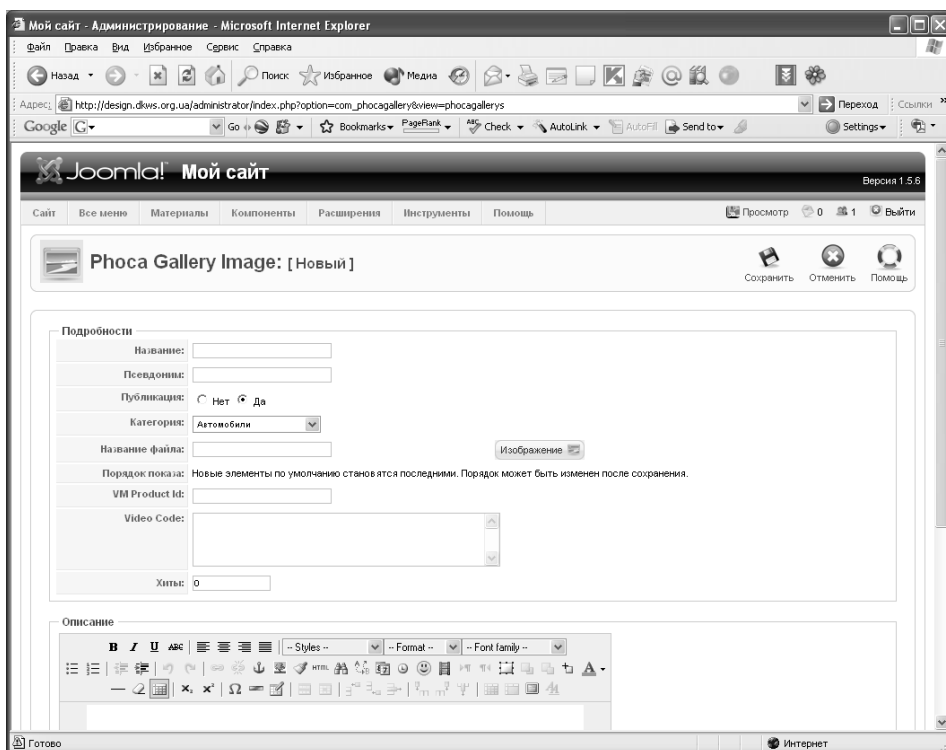 Мой сайт - Администрирование - Microsoft Internet Explorer
Файл Правка Вид Избранное Сервис Справка
Назад Поиск Избранное Медиа
Адрес: http://design.dkws.org.ua/administrator/index.php?option=com_phocagallery&view=phocagallerys Переход Ссылки
Google G Go Bookmarks PageRank Check AutoLink AutoFill Send to Settings
Joomla! Мой сайт
Версия 1.5.6
Сайт Все меню Материалы Компоненты Расширения Инструменты Помощь Просмотр 0 1 Выйти
Phoca Gallery Image: [ Новый ] Сохранить Отменить Помощь
Подробности
Название:
Псевдоним:
Публикация: Нет Да
Категория: Автомобили
Название файла: Изображение
Порядок показа: Новые элементы по умолчанию становятся последними. Порядок может быть изменен после сохранения.
VM Product Id:
Video Code:
Хиты: 0
Описание
B I U ABC -- Styles -- -- Format -- -- Font family --
HTML A
x₂ x² Ω
Готово Интернет